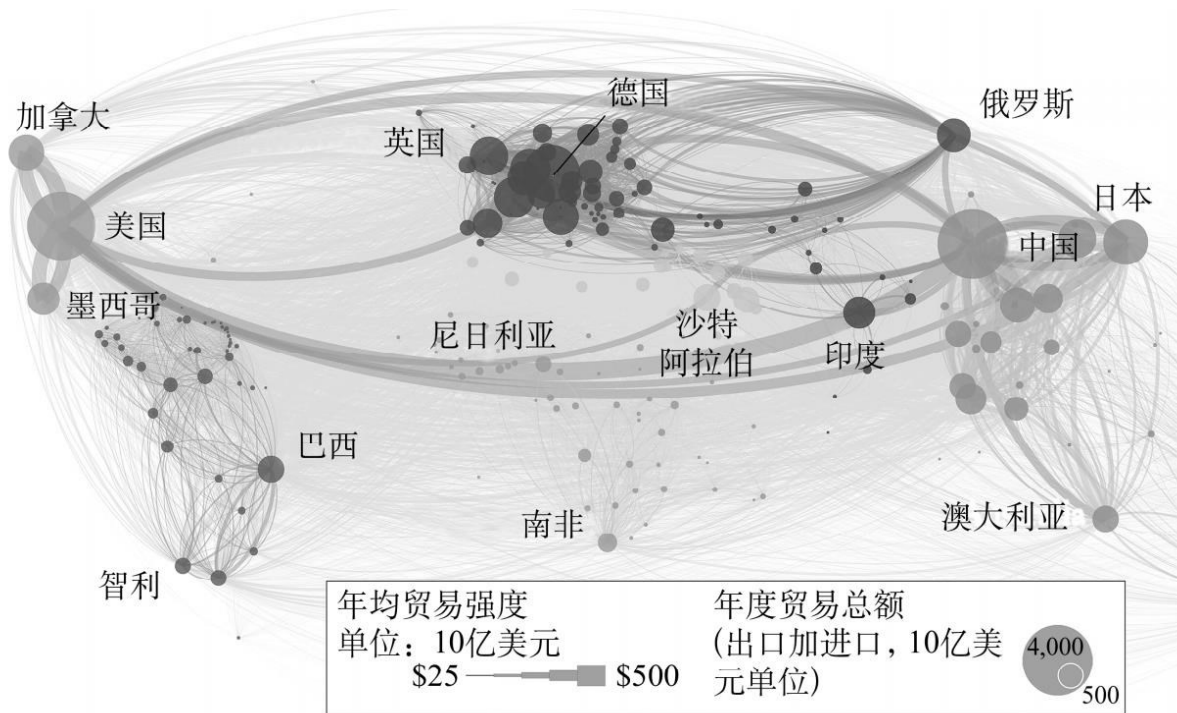 加拿大
美国
墨西哥
英国
德国
俄罗斯
日本
中国
尼日利亚
沙特
阿拉伯
印度
巴西
智利
南非
澳大利亚
年均贸易强度
单位：10亿美元
$25 $500
年度贸易总额
(出口加进口，10亿美
元单位)
4,000
500